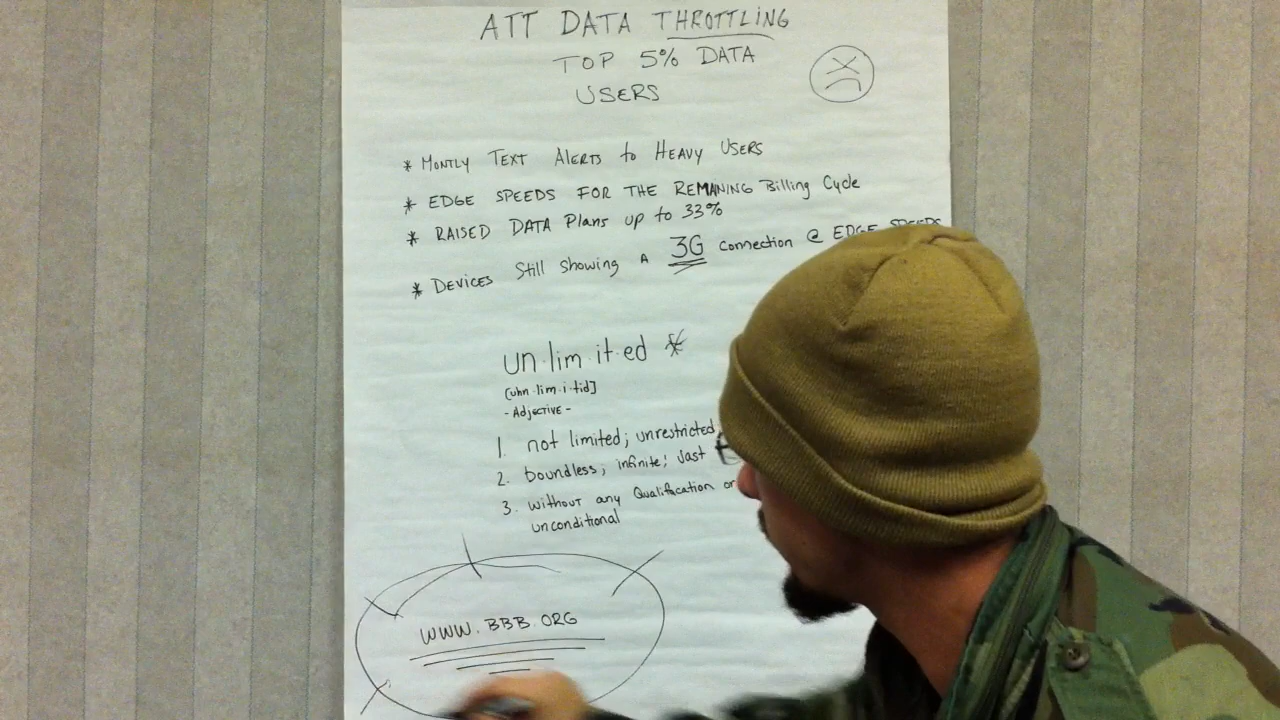 ATT DATA THROTTLING
TOP 5% DATA
USERS
* MONTLY TEXT ALERTS to HEAVY USERS
* EDGE SPEEDS FOR THE REMANING Billing Cycle
* RAISED DATA Plans up to 33%
* DEVICES Still Showing A 3G connection @ EDGE SPEEDS
un·lim·it·ed *
[uhn·lim·i·tid]
- Adjective -
1. not limited; unrestricted;
2. boundless; infinite; vast
3. without any Qualification or
unconditional
WWW.BBB.ORG